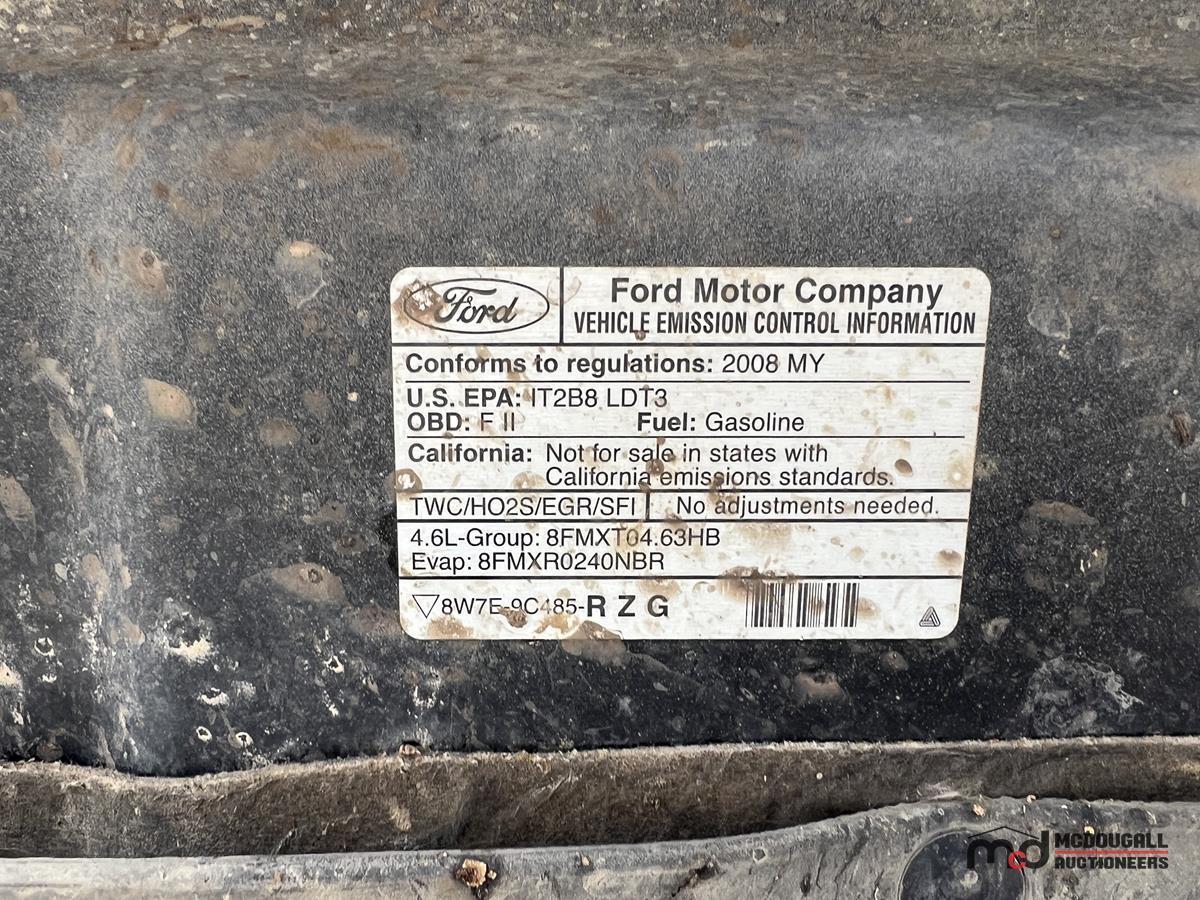 Ford
Ford Motor Company
VEHICLE EMISSION CONTROL INFORMATION
Conforms to regulations: 2008 MY
U.S. EPA: IT2B8 LDT3
OBD: F II Fuel: Gasoline
California: Not for sale in states with
California emissions standards.
TWC/HO2S/EGR/SFI No adjustments needed.
4.6L-Group: 8FMXT04.63HB
Evap: 8FMXR0240NBR
8W7E-9C485-R Z G
mcd MCDOUGALL
AUCTIONEERS